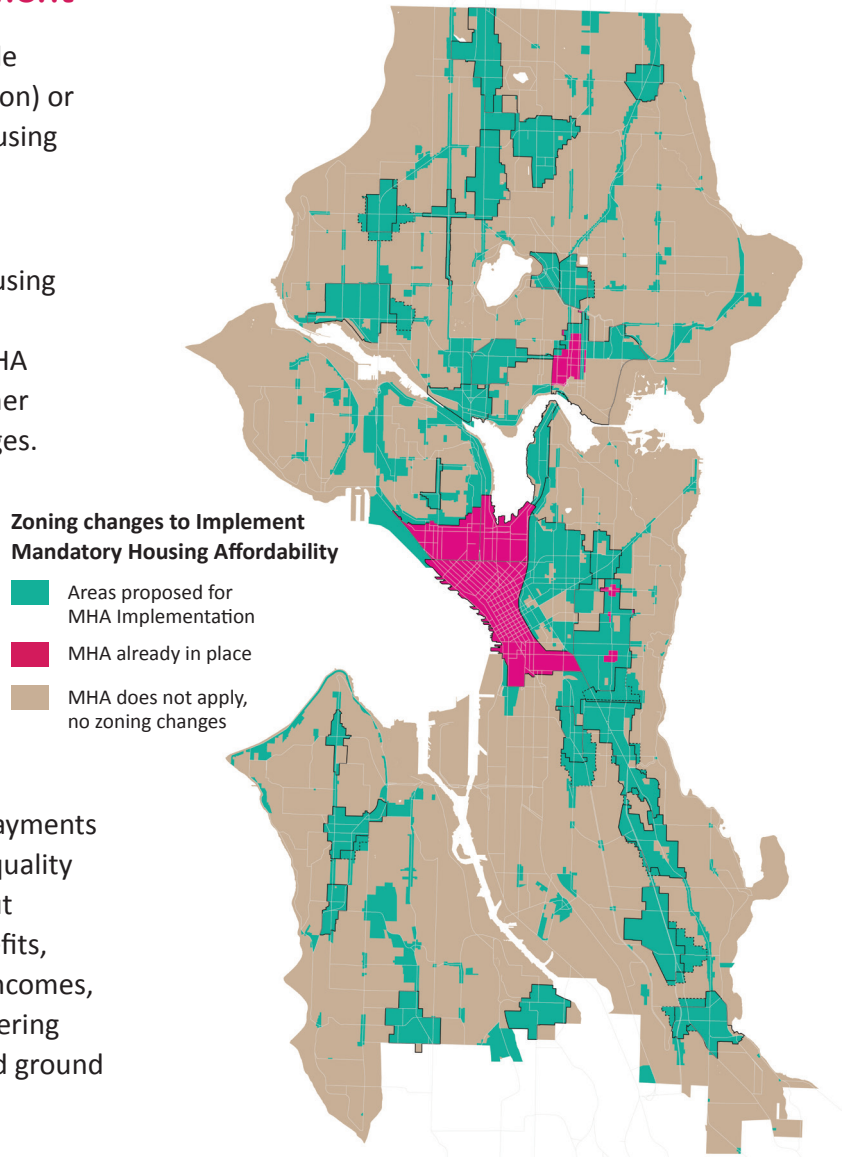 on) or
using
using
HA
ges.
Zoning changes to Implement
Mandatory Housing Affordability
Areas proposed for
MHA Implementation
MHA already in place
MHA does not apply,
no zoning changes
ayments
quality
fits,
ncomes,
ering
d ground